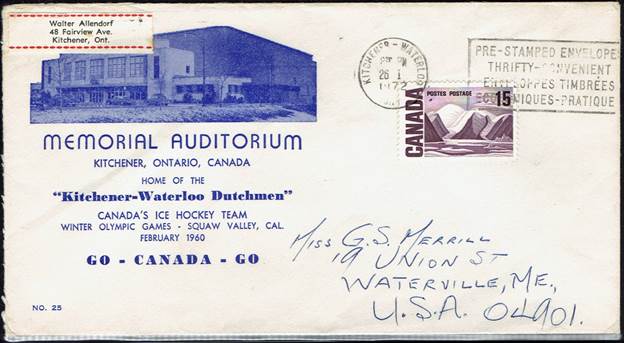 Walter Allendorf
48 Fairview Ave.
Kitchener, Ont.
MEMORIAL AUDITORIUM
KITCHENER, ONTARIO, CANADA
HOME OF THE
"Kitchener-Waterloo Dutchmen"
CANADA'S ICE HOCKEY TEAM
WINTER OLYMPIC GAMES - SQUAW VALLEY, CAL.
FEBRUARY 1960
GO - CANADA - GO
NO. 25
KITCHENER - WATERLOO
PM
26 I
1972
PRE-STAMPED ENVELOPES
THRIFTY-CONVENIENT
ENVELOPPES TIMBRÉES
ECONOMIQUES-PRATIQUE
CANADA
POSTES POSTAGE
15
MISS G.S. MERRILL
19 UNION ST
WATERVILLE, ME.,
U.S.A. 04901.